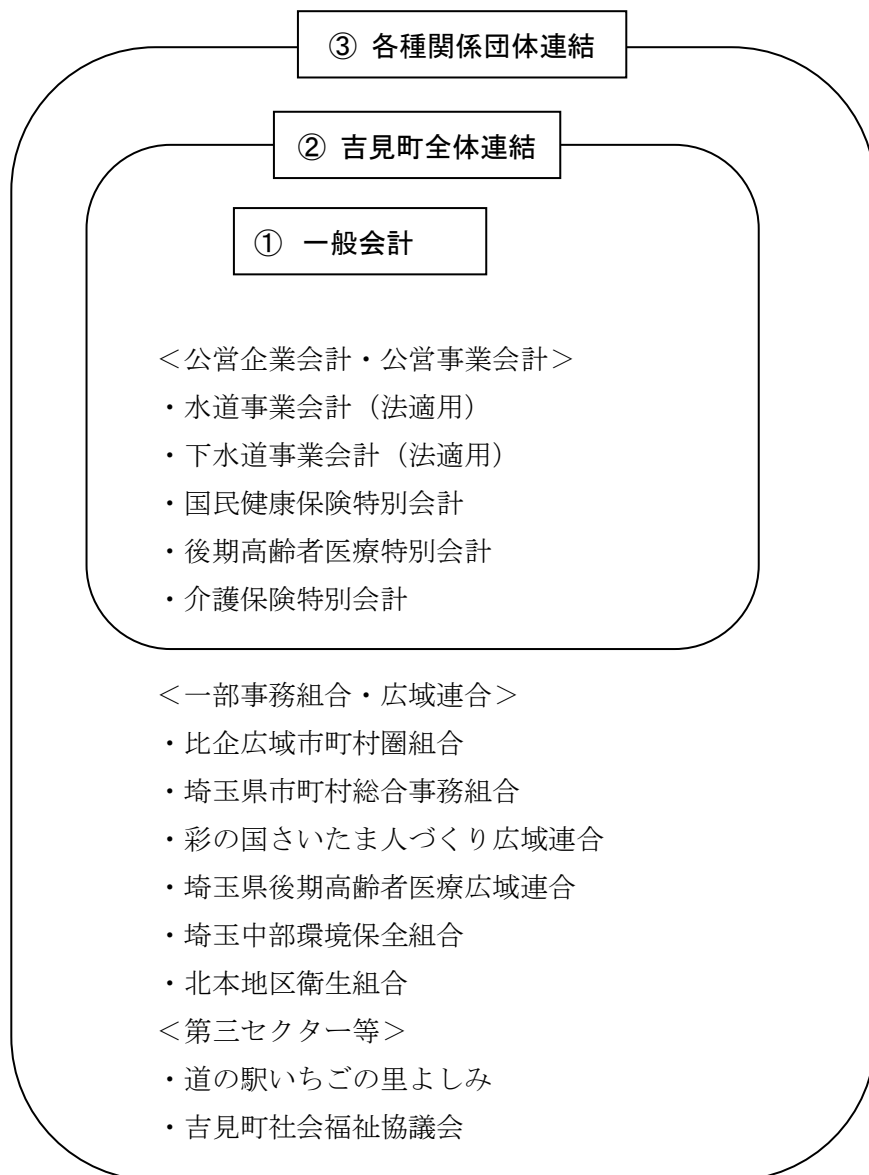 ③ 各種関係団体連結
② 吉見町全体連結
① 一般会計
＜公営企業会計・公営事業会計＞
・水道事業会計（法適用）
・下水道事業会計（法適用）
・国民健康保険特別会計
・後期高齢者医療特別会計
・介護保険特別会計
＜一部事務組合・広域連合＞
・比企広域市町村圏組合
・埼玉県市町村総合事務組合
・彩の国さいたま人づくり広域連合
・埼玉県後期高齢者医療広域連合
・埼玉中部環境保全組合
・北本地区衛生組合
＜第三セクター等＞
・道の駅いちごの里よしみ
・吉見町社会福祉協議会